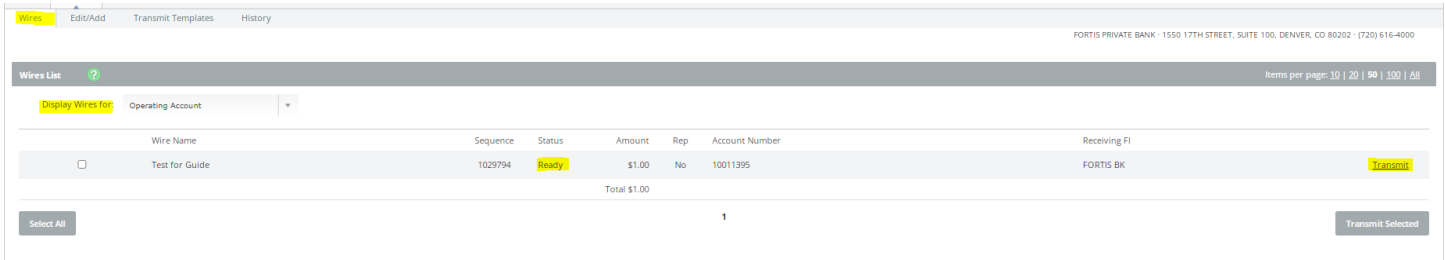 Wires Edit/Add Transmit Templates History
FORTIS PRIVATE BANK · 1550 17TH STREET, SUITE 100, DENVER, CO 80202 · (720) 616-4000
Wires List ? Items per page: 10 | 20 | 50 | 100 | All
Display Wires for: Operating Account
Wire Name Sequence Status Amount Rep Account Number Receiving FI
Test for Guide 1029794 Ready $1.00 No 10011395 FORTIS BK Transmit
Total $1.00
Select All 1 Transmit Selected